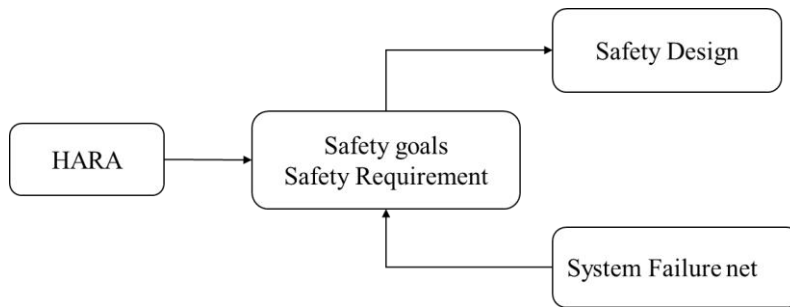 Safety Design
HARA
Safety goals
Safety Requirement
System Failure net